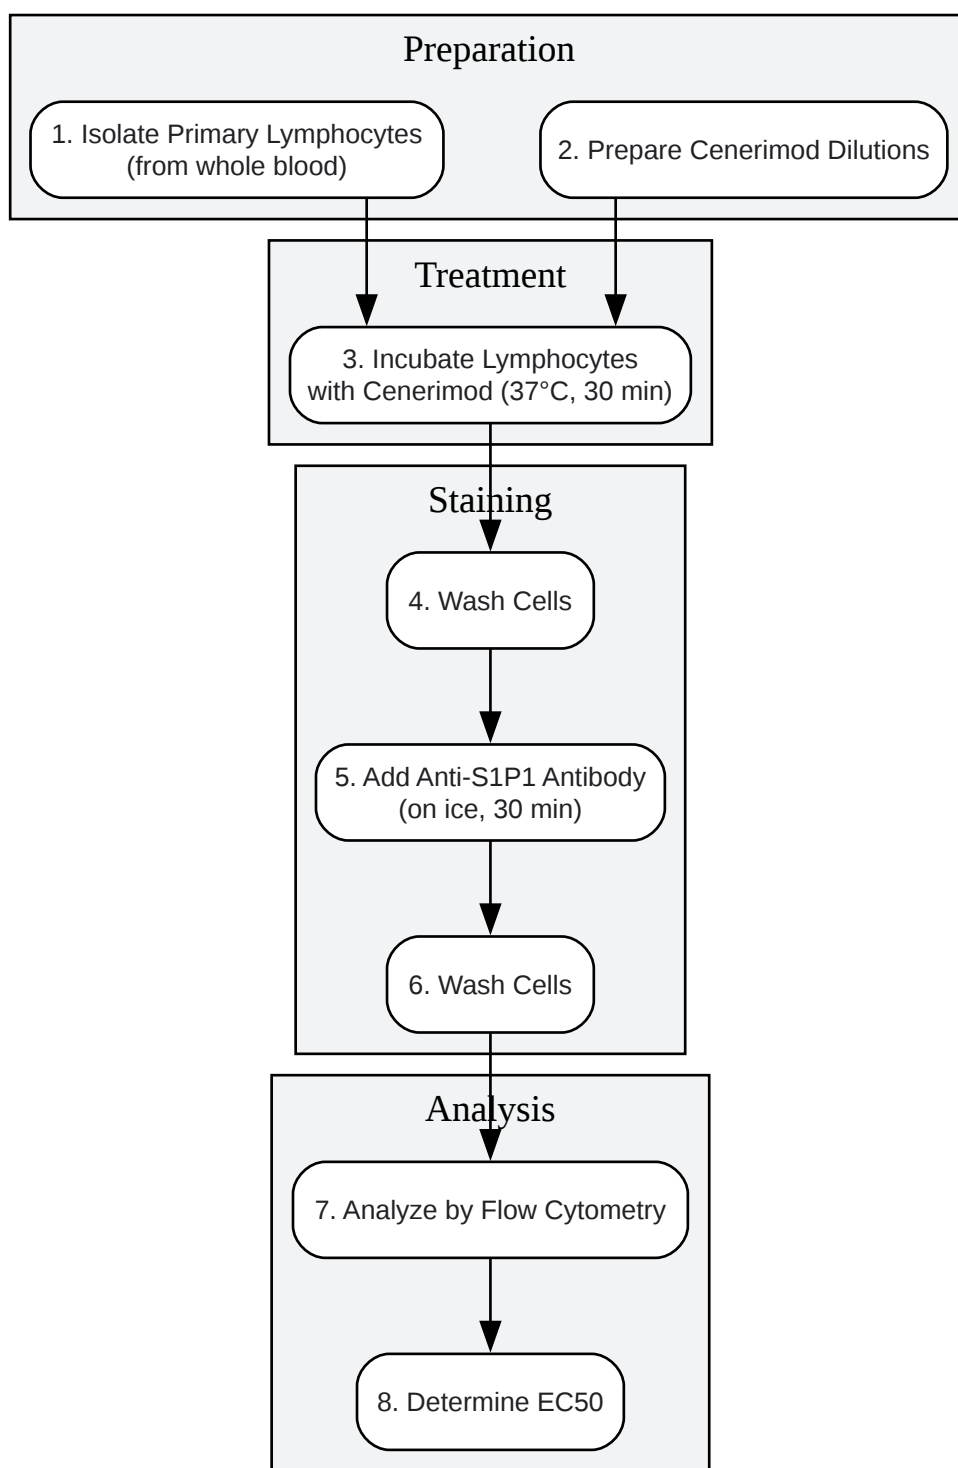 Preparation
1. Isolate Primary Lymphocytes
(from whole blood)
2. Prepare Cenerimod Dilutions
Treatment
3. Incubate Lymphocytes
with Cenerimod (37°C, 30 min)
Staining
4. Wash Cells
5. Add Anti-S1P1 Antibody
(on ice, 30 min)
6. Wash Cells
Analysis
7. Analyze by Flow Cytometry
8. Determine EC50